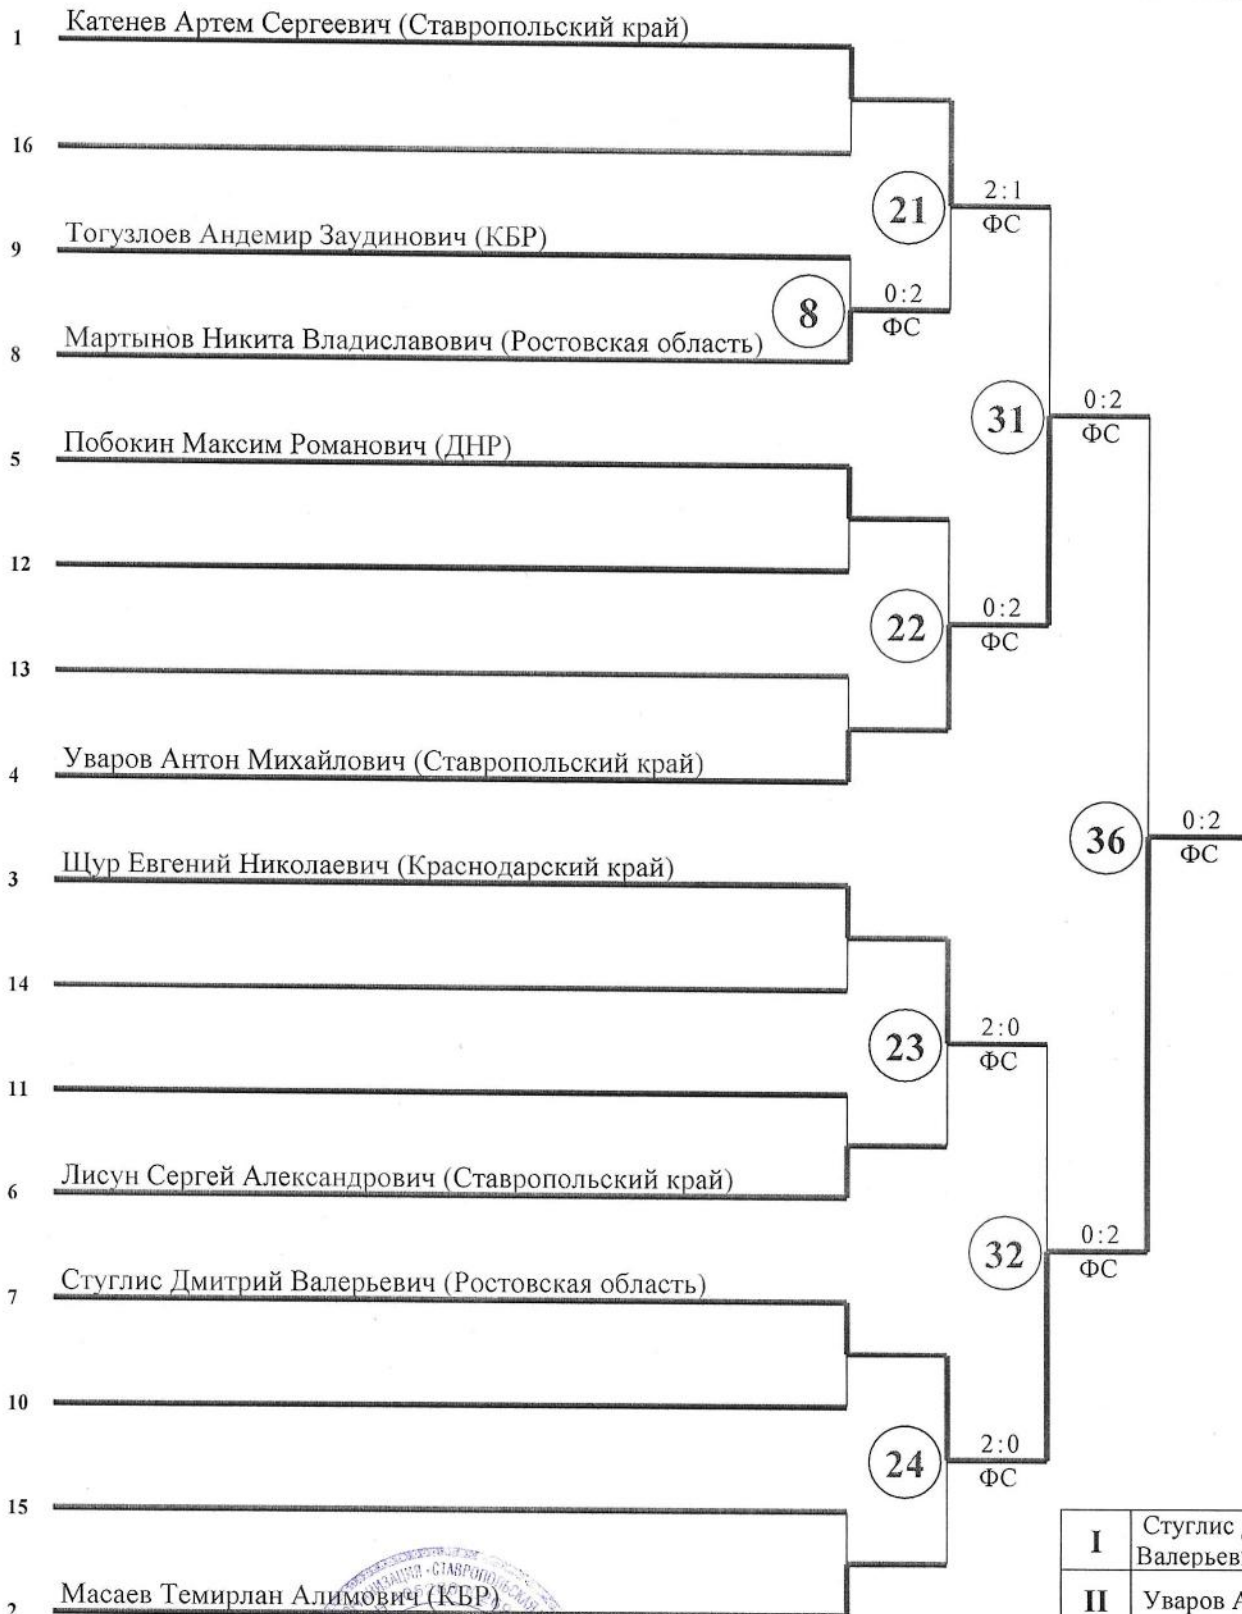 1 Катенев Артем Сергеевич (Ставропольский край)
16
21 2:1
ФС
9 Тогузлоев Андемир Заудинович (КБР)
8 0:2
ФС
8 Мартынов Никита Владиславович (Ростовская область)
31 0:2
ФС
5 Побокин Максим Романович (ДНР)
12
22 0:2
ФС
13
4 Уваров Антон Михайлович (Ставропольский край)
36 0:2
ФС
3 Щур Евгений Николаевич (Краснодарский край)
14
23 2:0
ФС
11
6 Лисун Сергей Александрович (Ставропольский край)
32 0:2
ФС
7 Стуглис Дмитрий Валерьевич (Ростовская область)
10
24 2:0
ФС
15
I Стуглис
2 Масаев Темирлан Алимович (КБР)
II Уваров